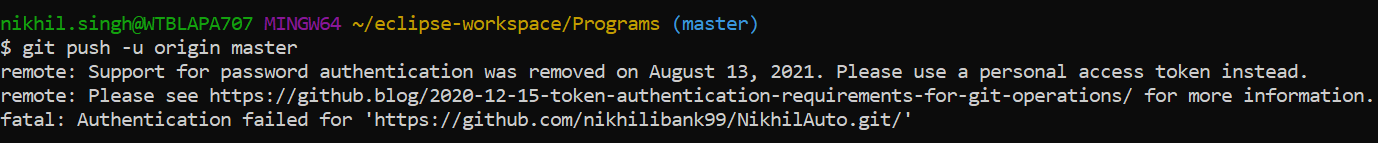 nikhil.singh@WTBLAPA707 MINGW64 ~/eclipse-workspace/Programs (master)
$ git push -u origin master
remote: Support for password authentication was removed on August 13, 2021. Please use a personal access token instead.
remote: Please see https://github.blog/2020-12-15-token-authentication-requirements-for-git-operations/ for more information.
fatal: Authentication failed for 'https://github.com/nikhilibank99/NikhilAuto.git/'